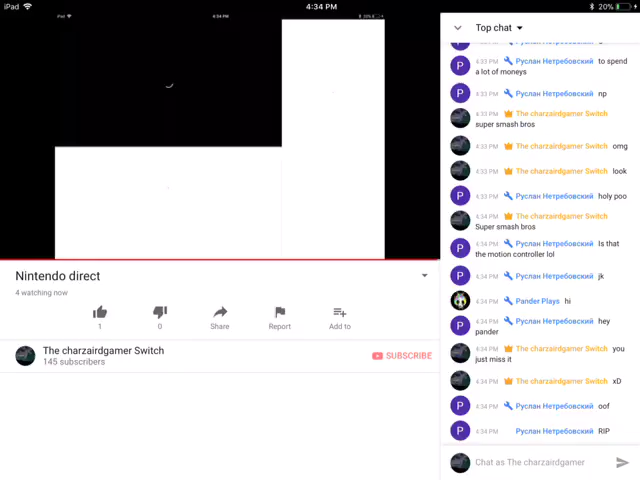 iPad
4:34 PM
20%
iPad
4:34 PM
Nintendo direct
4 watching now
1
0
Share
Report
Add to
The charzairdgamer Switch
145 subscribers
SUBSCRIBE
Top chat
4:33 PM Руслан Нетребовский to spend
a lot of moneys
4:33 PM Руслан Нетребовский np
4:33 PM The charzairdgamer Switch
super smash bros
4:33 PM The charzairdgamer Switch omg
4:33 PM The charzairdgamer Switch look
4:33 PM Руслан Нетребовский holy poo
4:34 PM The charzairdgamer Switch
Super smash bros
4:34 PM Руслан Нетребовский Is that
the motion controller lol
4:34 PM Руслан Нетребовский jk
4:34 PM Pander Plays hi
4:34 PM Руслан Нетребовский hey
pander
4:34 PM The charzairdgamer Switch you
just miss it
4:34 PM The charzairdgamer Switch xD
4:34 PM Руслан Нетребовский oof
4:34 PM Руслан Нетребовский RIP
Chat as The charzairdgamer